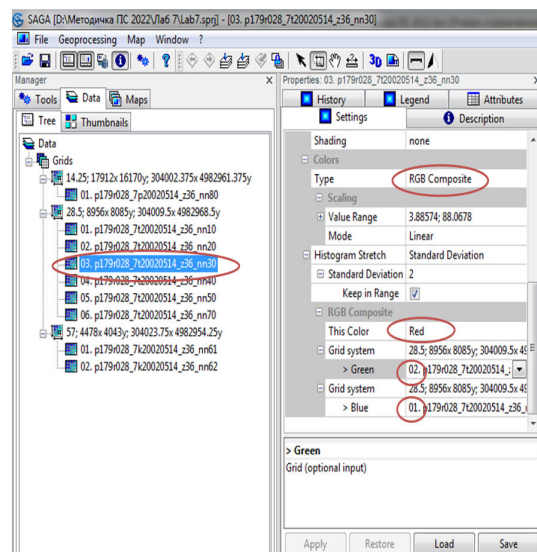 SAGA [D:\Методичка ПС 2022\Лаб 7\Lab7.sprj] - [03. p179r028_7t20020514_z36_nn30]
File Geoprocessing Map Window ?
3D
Manager X
Properties: 03. p179r028_7t20020514_z36_nn30
Tools Data Maps
History Legend Attributes
Tree Thumbnails
Settings Description
Data
Grids
14.25; 17912x 16170y; 304002.375x 4982961.375y
01. p179r028_7p20020514_z36_nn80
28.5; 8956x 8085y; 304009.5x 4982968.5y
01. p179r028_7t20020514_z36_nn10
02. p179r028_7t20020514_z36_nn20
03. p179r028_7t20020514_z36_nn30
04. p179r028_7t20020514_z36_nn40
05. p179r028_7t20020514_z36_nn50
06. p179r028_7t20020514_z36_nn70
57; 4478x 4043y; 304023.75x 4982954.25y
01. p179r028_7k20020514_z36_nn61
02. p179r028_7k20020514_z36_nn62
Shading none
Colors
Type RGB Composite
Scaling
Value Range 3.88574; 88.0678
Mode Linear
Histogram Stretch Standard Deviation
Standard Deviation 2
Keep in Range
RGB Composite
This Color Red
Grid system 28.5; 8956x 8085y; 304009.5x 49
> Green 02. p179r028_7t20020514_:
Grid system 28.5; 8956x 8085y; 304009.5x 49
> Blue 01. p179r028_7t20020514_z36_
> Green
Grid (optional input)
Apply Restore Load Save